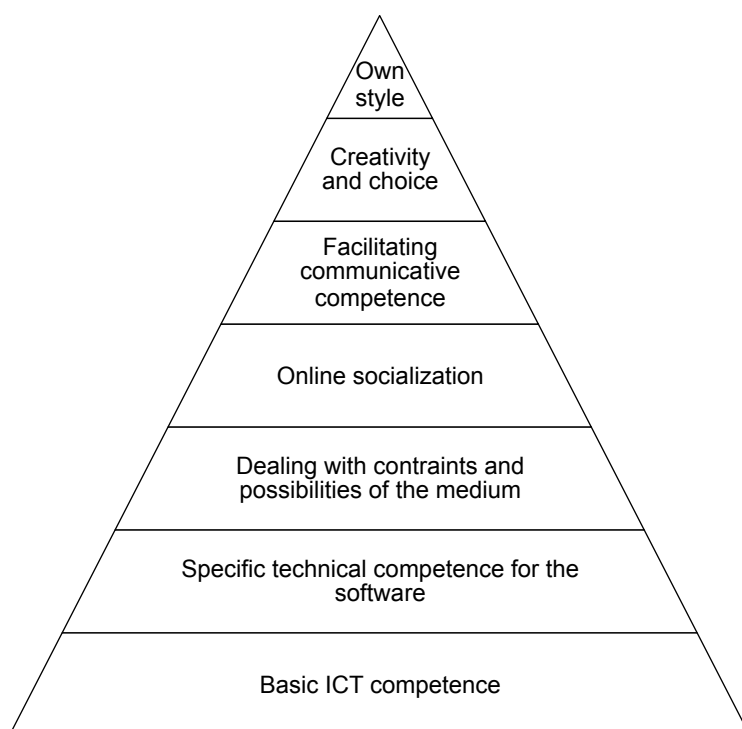 Own
style
Creativity
and choice
Facilitating
communicative
competence
Online socialization
Dealing with contraints and
possibilities of the medium
Specific technical competence for the
software
Basic ICT competence